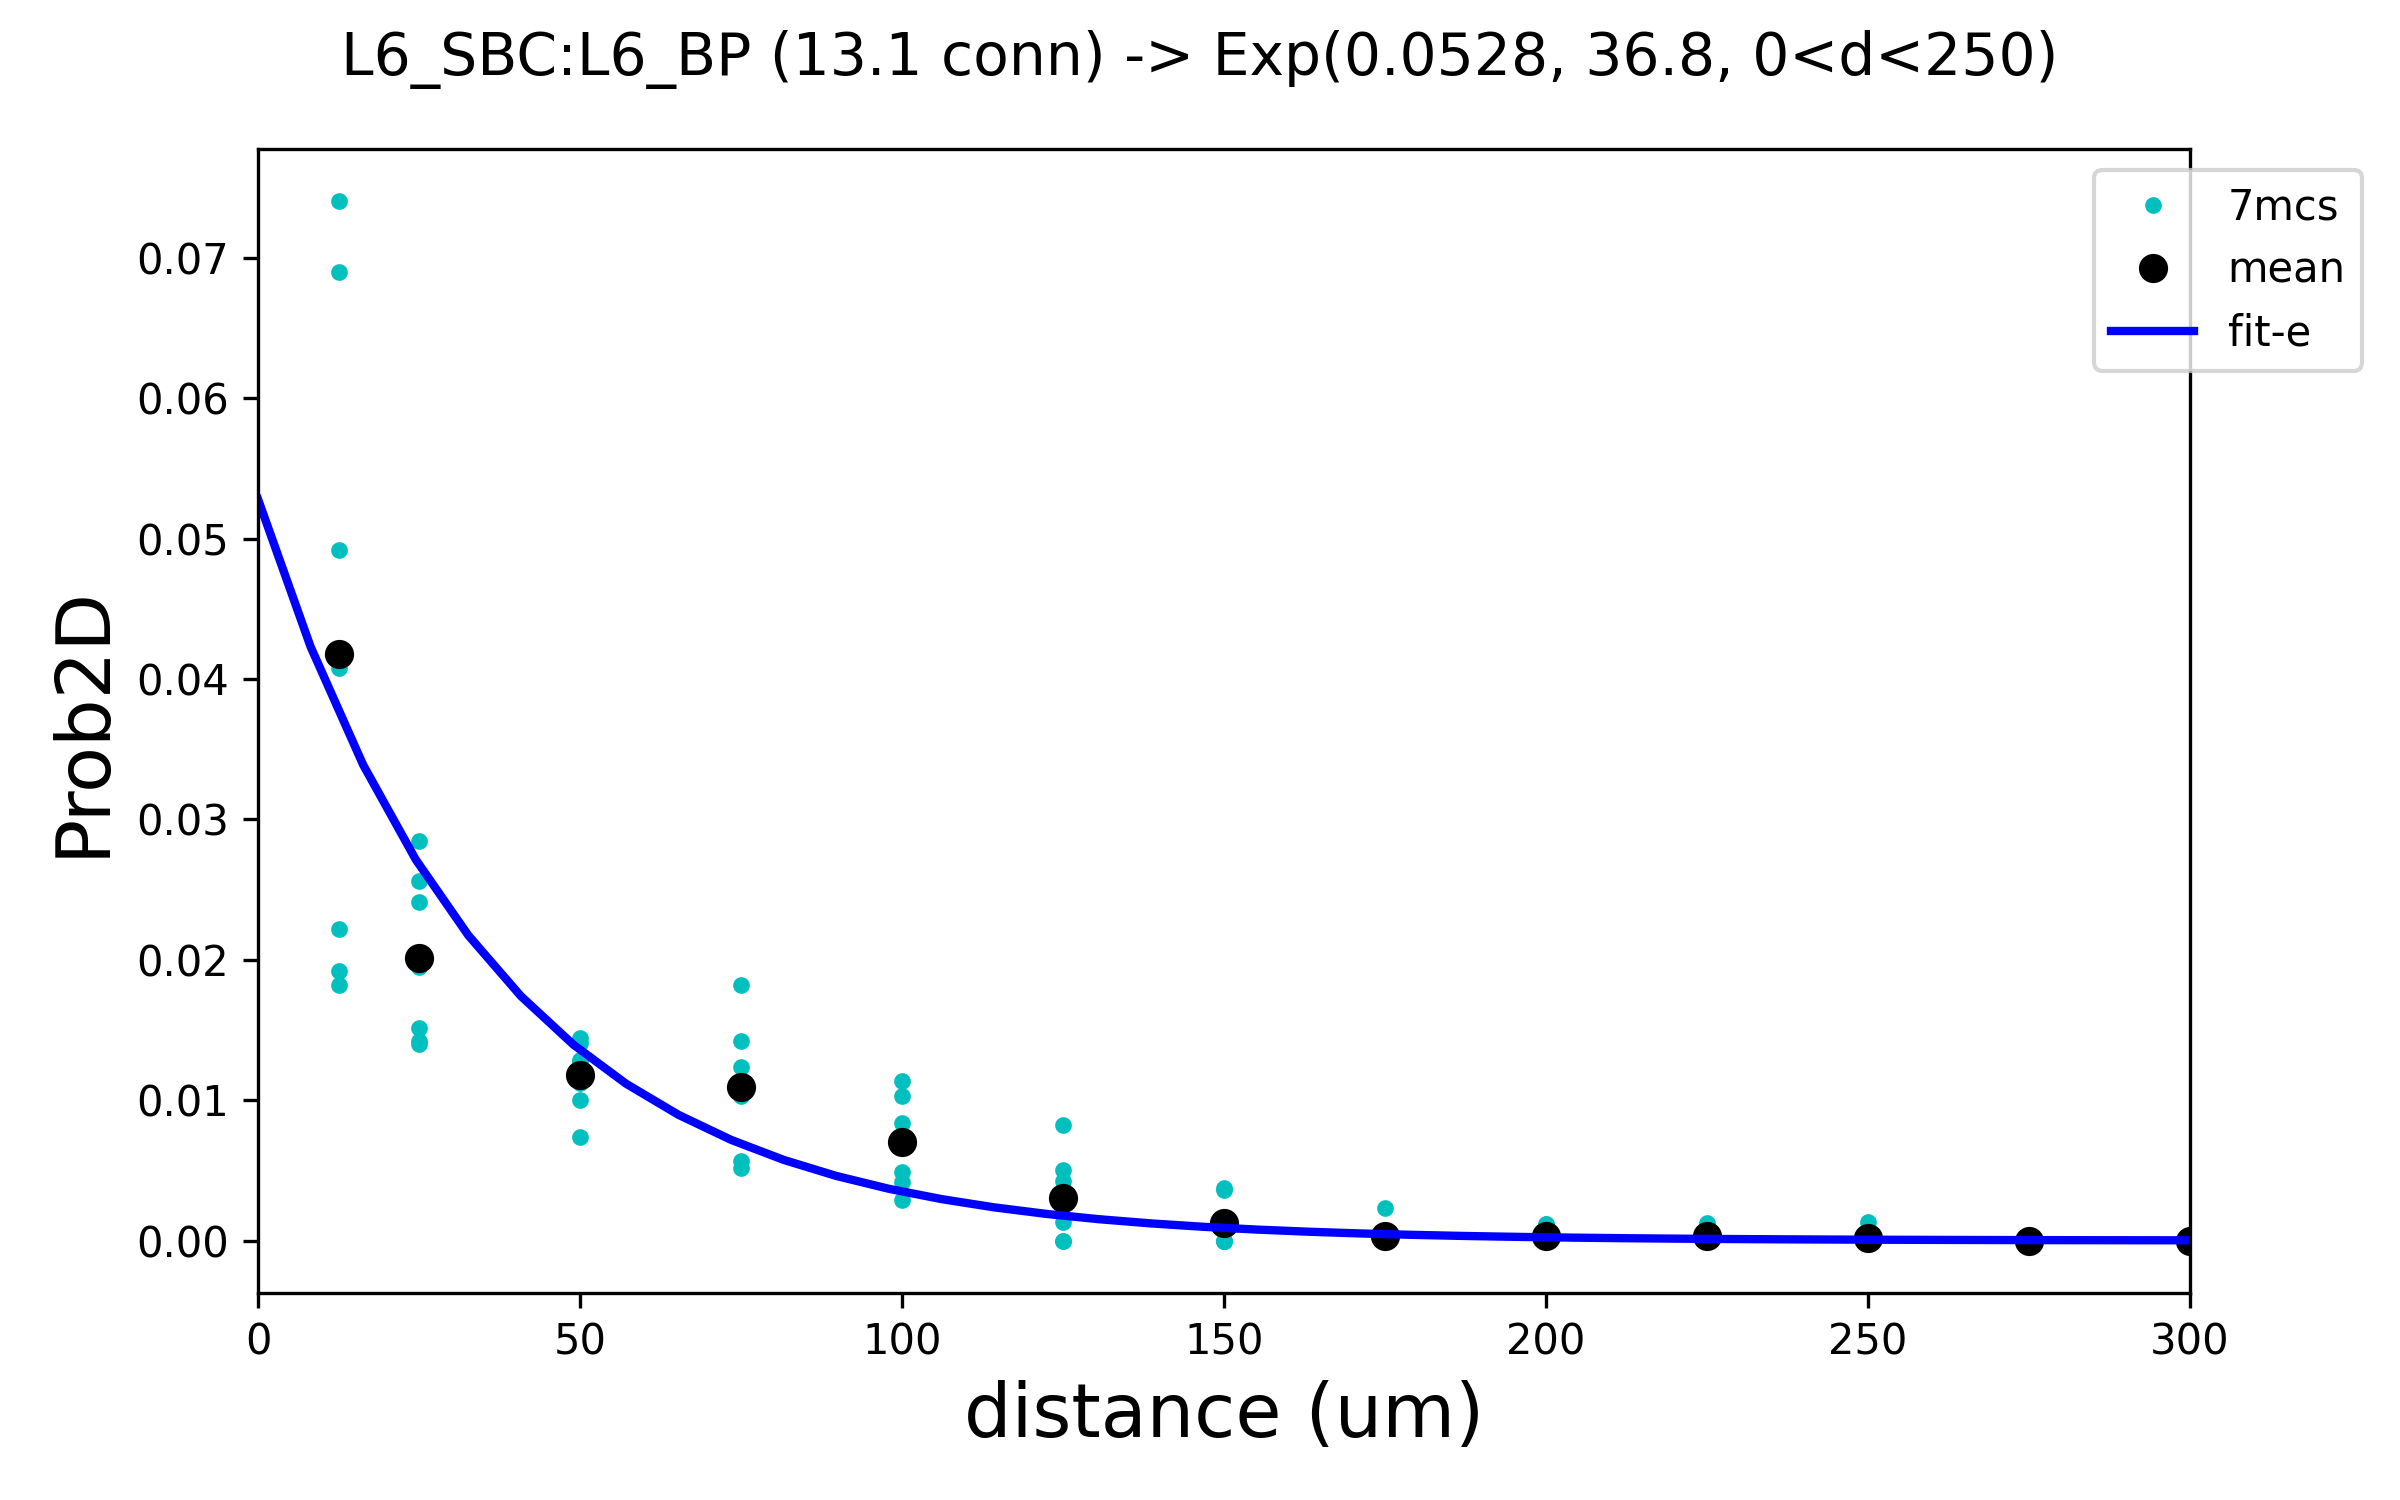 L6_SBC:L6_BP (13.1 conn) -> Exp(0.0528, 36.8, 0<d<250)
7mcs
mean
fit-e
Prob2D
0.07
0.06
0.05
0.04
0.03
0.02
0.01
0.00
0 50 100 150 200 250 300
distance (um)